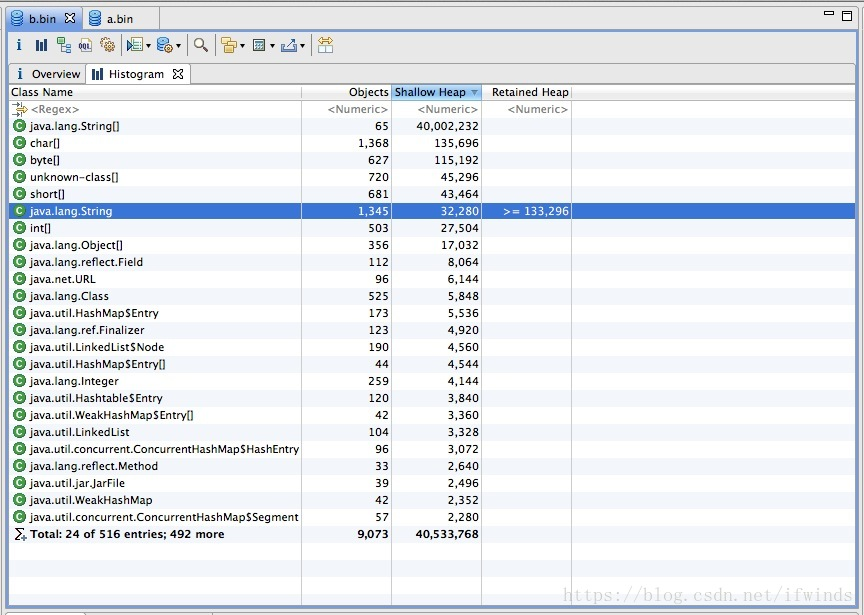 b.bin a.bin
i OQL
i Overview Histogram
Class Name Objects Shallow Heap Retained Heap
<Regex> <Numeric> <Numeric> <Numeric>
java.lang.String[] 65 40,002,232
char[] 1,368 135,696
byte[] 627 115,192
unknown-class[] 720 45,296
short[] 681 43,464
java.lang.String 1,345 32,280 >= 133,296
int[] 503 27,504
java.lang.Object[] 356 17,032
java.lang.reflect.Field 112 8,064
java.net.URL 96 6,144
java.lang.Class 525 5,848
java.util.HashMap$Entry 173 5,536
java.lang.ref.Finalizer 123 4,920
java.util.LinkedList$Node 190 4,560
java.util.HashMap$Entry[] 44 4,544
java.lang.Integer 259 4,144
java.util.Hashtable$Entry 120 3,840
java.util.WeakHashMap$Entry[] 42 3,360
java.util.LinkedList 104 3,328
java.util.concurrent.ConcurrentHashMap$HashEntry 96 3,072
java.lang.reflect.Method 33 2,640
java.util.jar.JarFile 39 2,496
java.util.WeakHashMap 42 2,352
java.util.concurrent.ConcurrentHashMap$Segment 57 2,280
Total: 24 of 516 entries; 492 more 9,073 40,533,768
https://blog.csdn.net/ifwinds